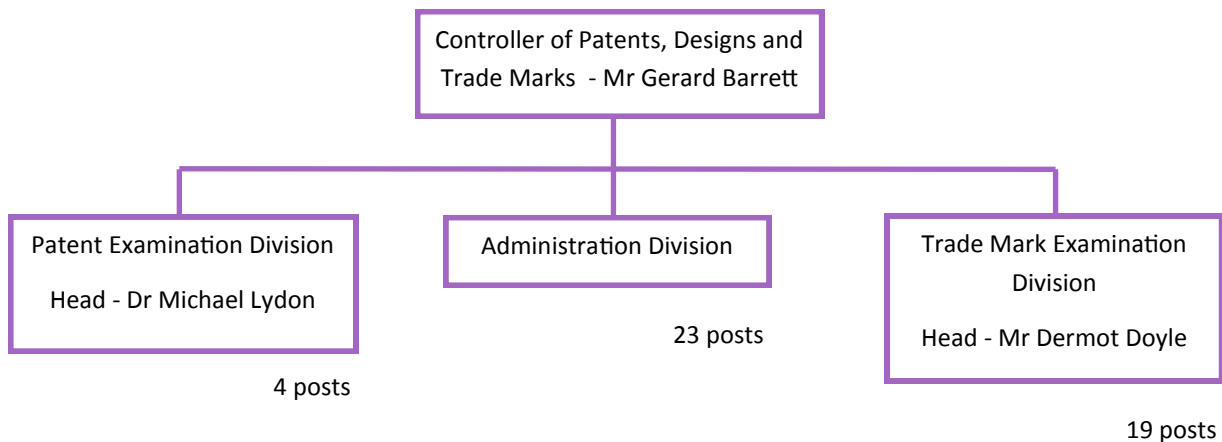 Controller of Patents, Designs and
Trade Marks - Mr Gerard Barrett
Patent Examination Division
Head - Dr Michael Lydon
4 posts
Administration Division
23 posts
Trade Mark Examination
Division
Head - Mr Dermot Doyle
19 posts